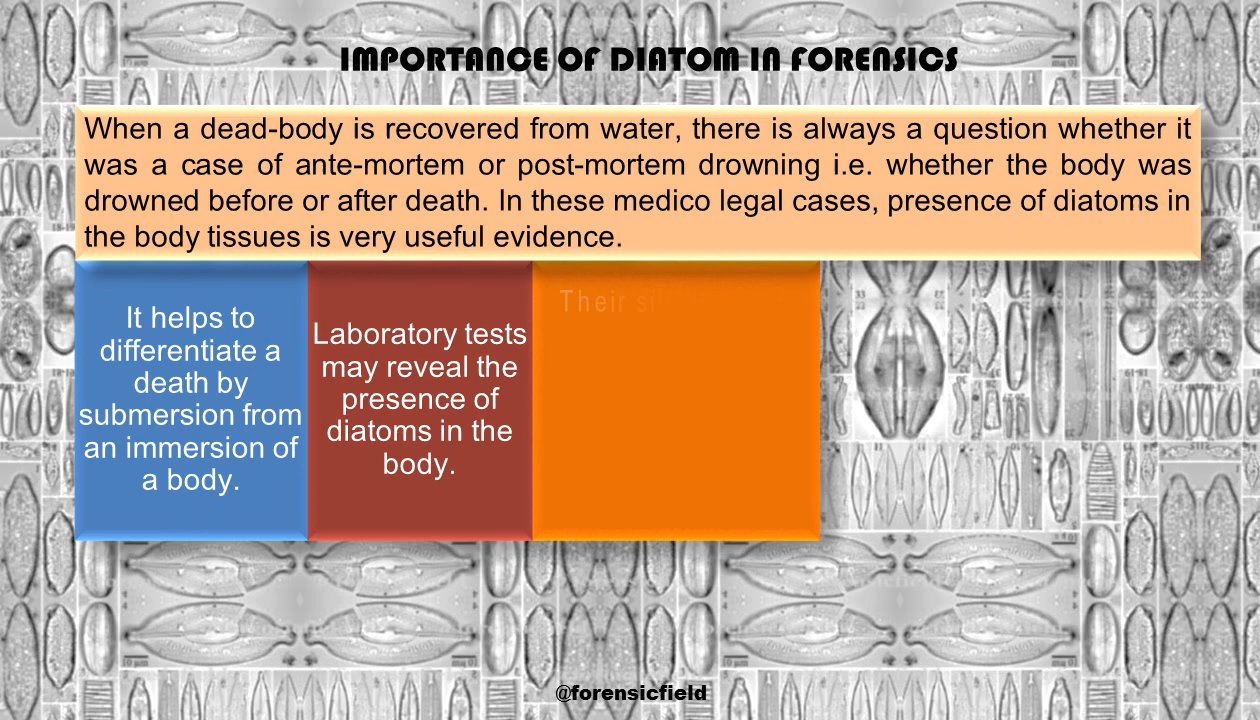 IMPORTANCE OF DIATOM IN FORENSICS
When a dead-body is recovered from water, there is always a question whether it
was a case of ante-mortem or post-mortem drowning i.e. whether the body was
drowned before or after death. In these medico legal cases, presence of diatoms in
the body tissues is very useful evidence.
It helps to
differentiate a
death by
submersion from
an immersion of
a body.
Laboratory tests
may reveal the
presence of
diatoms in the
body.
Their
@forensicfield